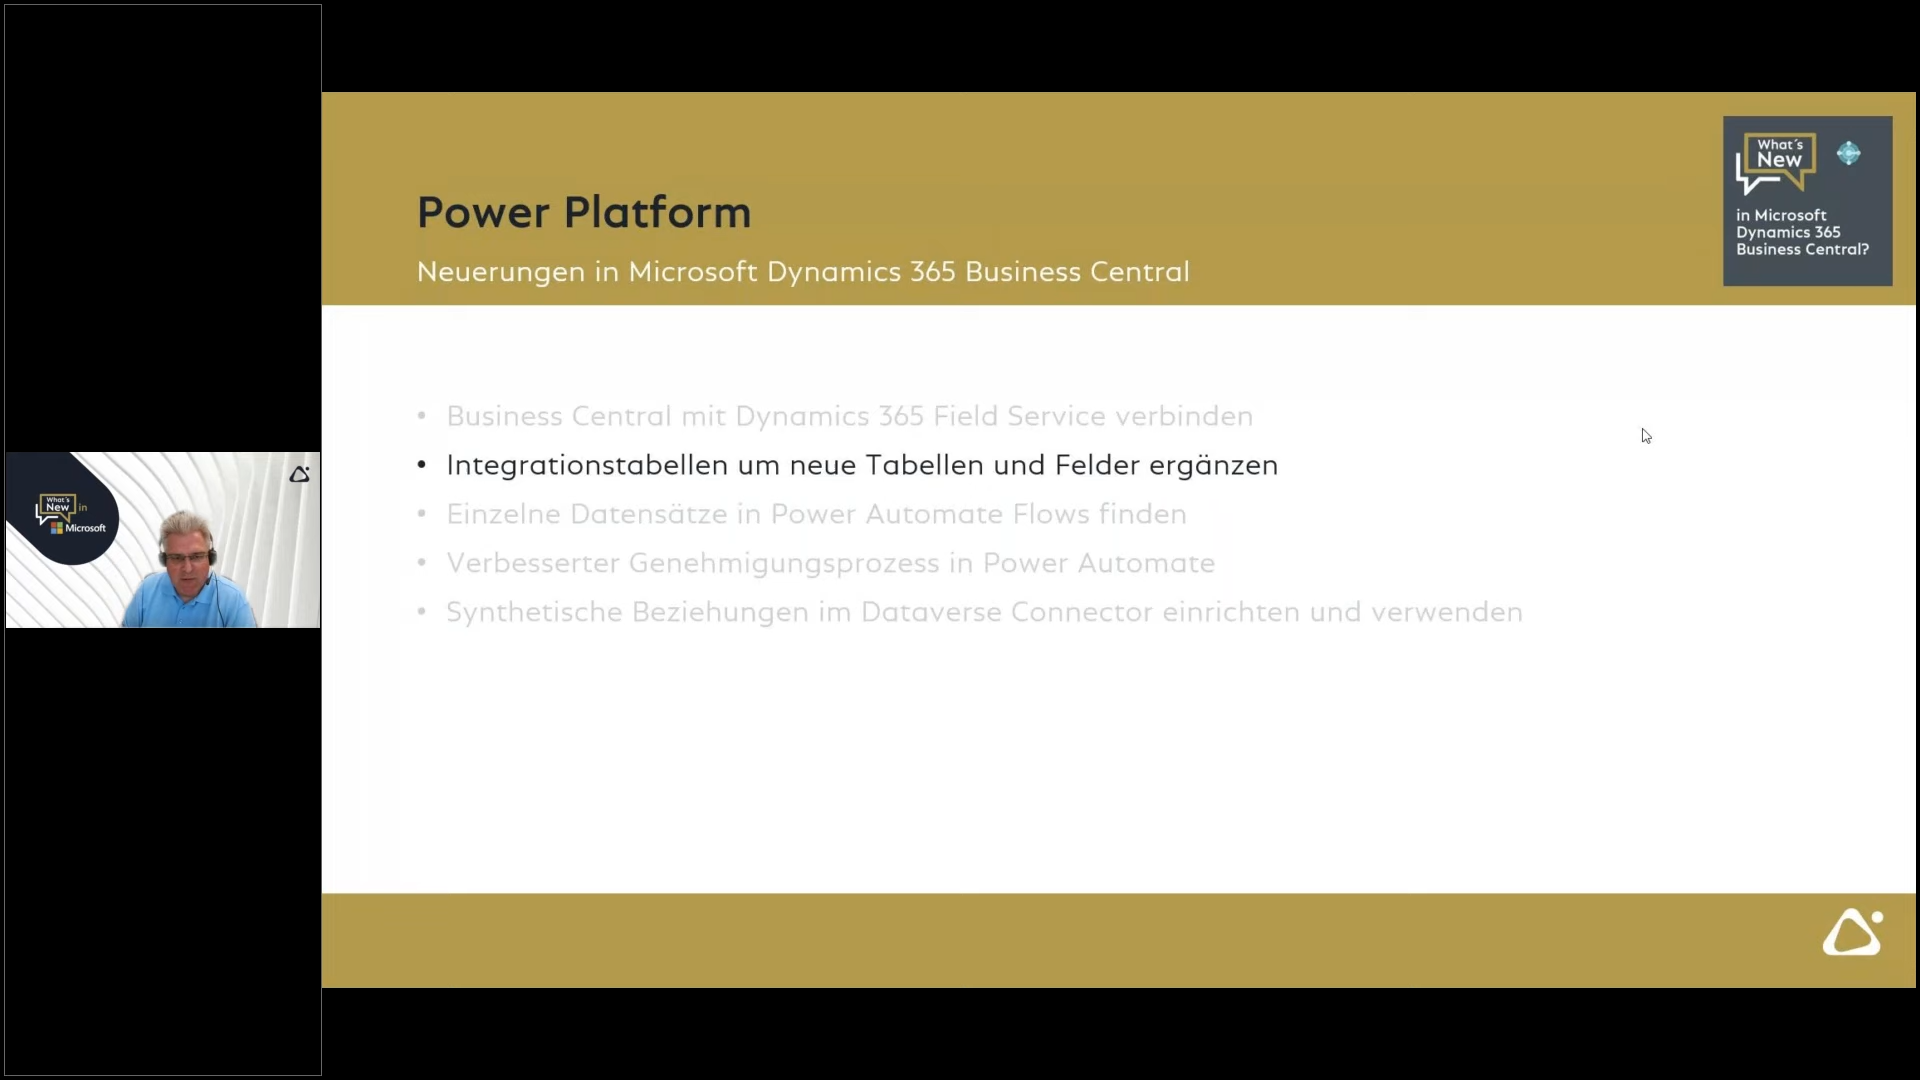 What´s
New in
Microsoft
Power Platform
Neuerungen in Microsoft Dynamics 365 Business Central
What´s
New
in Microsoft
Dynamics 365
Business Central?
• Business Central mit Dynamics 365 Field Service verbinden
• Integrationstabellen um neue Tabellen und Felder ergänzen
• Einzelne Datensätze in Power Automate Flows finden
• Verbesserter Genehmigungsprozess in Power Automate
• Synthetische Beziehungen im Dataverse Connector einrichten und verwenden